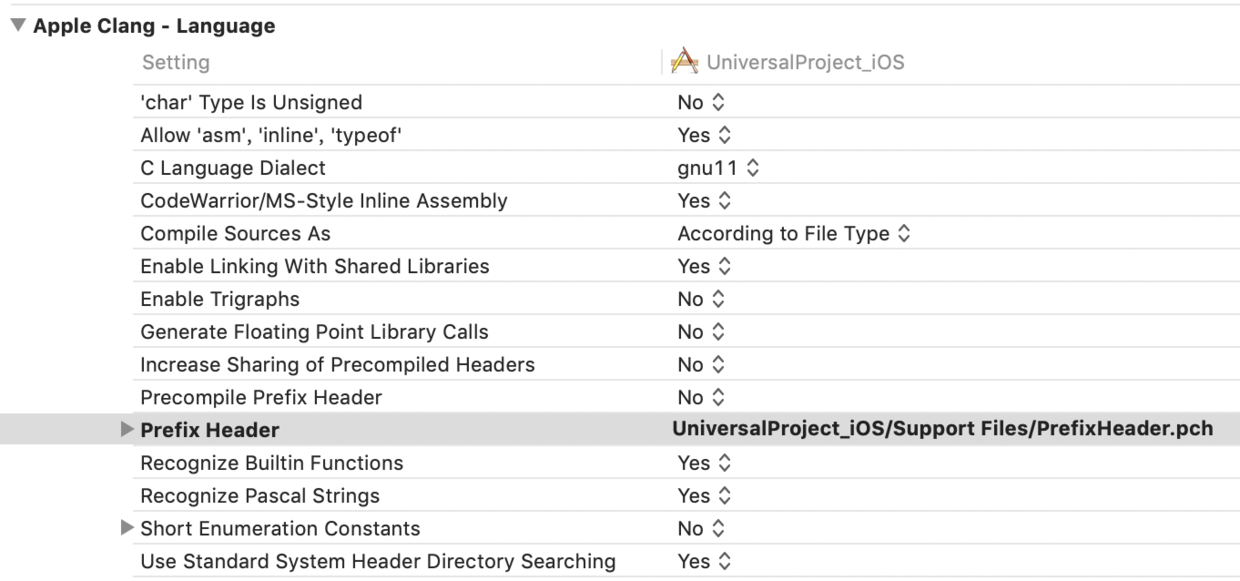 Apple Clang - Language
Setting UniversalProject_iOS
'char' Type Is Unsigned No
Allow 'asm', 'inline', 'typeof' Yes
C Language Dialect gnu11
CodeWarrior/MS-Style Inline Assembly Yes
Compile Sources As According to File Type
Enable Linking With Shared Libraries Yes
Enable Trigraphs No
Generate Floating Point Library Calls No
Increase Sharing of Precompiled Headers No
Precompile Prefix Header No
Prefix Header UniversalProject_iOS/Support Files/PrefixHeader.pch
Recognize Builtin Functions Yes
Recognize Pascal Strings Yes
Short Enumeration Constants No
Use Standard System Header Directory Searching Yes